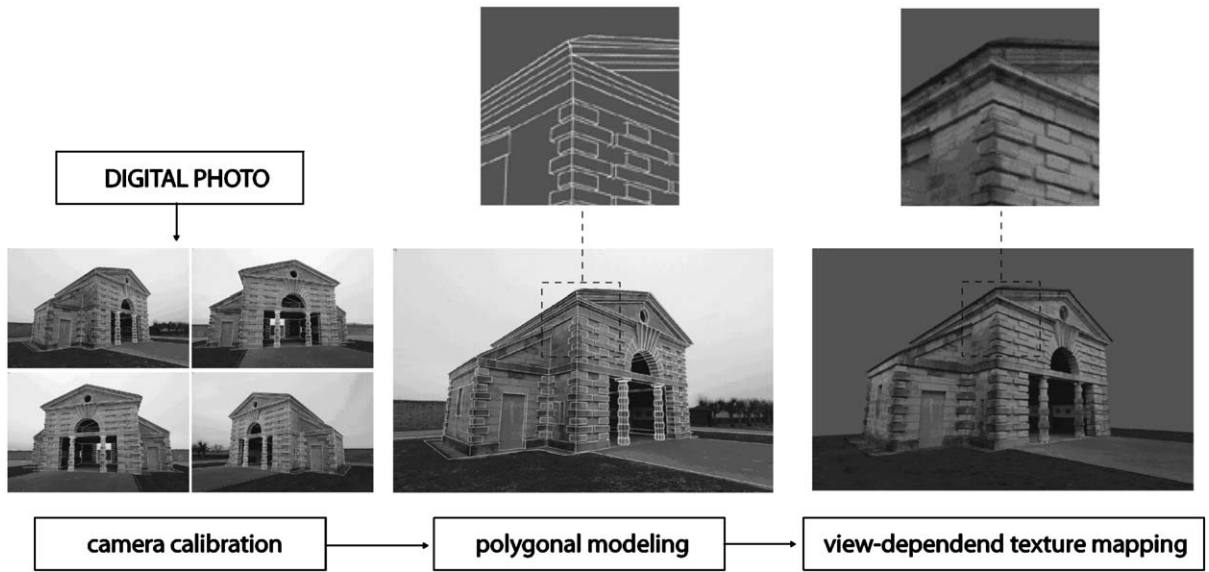 DIGITAL PHOTO
camera calibration
polygonal modeling
view-dependend texture mapping